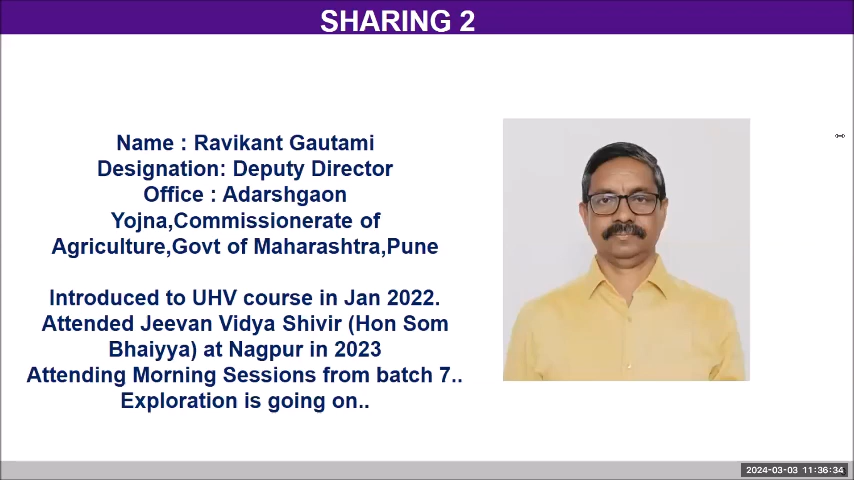 SHARING 2
Name : Ravikant Gautami
Designation: Deputy Director
Office : Adarshgaon
Yojna,Commissionerate of
Agriculture,Govt of Maharashtra,Pune
Introduced to UHV course in Jan 2022.
Attended Jeevan Vidya Shivir (Hon Som
Bhaiyya) at Nagpur in 2023
Attending Morning Sessions from batch 7..
Exploration is going on..
2024-03-03 11:36:34